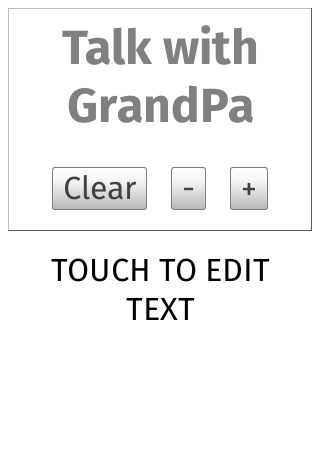 Talk with
GrandPa
Clear - +
TOUCH TO EDIT
TEXT